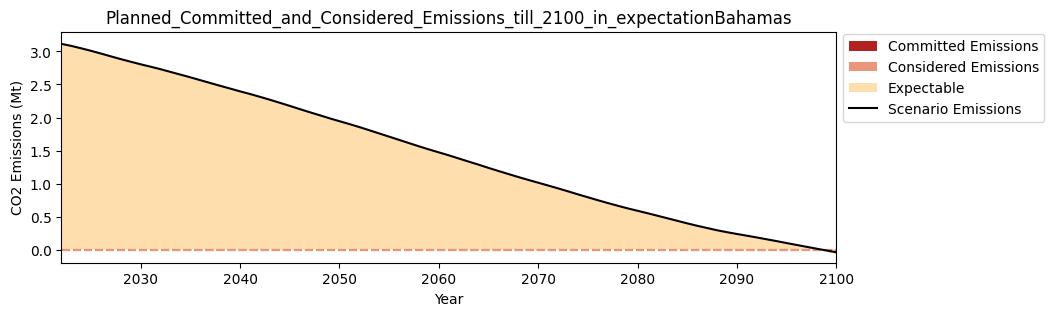 Planned_Committed_and_Considered_Emissions_till_2100_in_expectationBahamas
Committed Emissions
Considered Emissions
Expectable
Scenario Emissions
CO2 Emissions (Mt)
3.0
2.5
2.0
1.5
1.0
0.5
0.0
2030 2040 2050 2060 2070 2080 2090 2100
Year